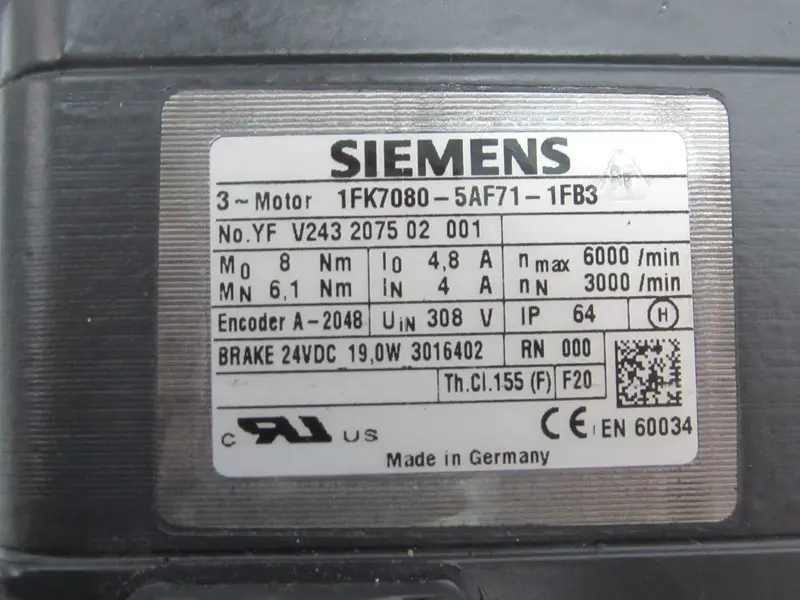 SIEMENS
3~Motor 1FK7080-5AF71-1FB3
No.YF V243 2075 02 001
M0 8 Nm I0 4,8 A n max 6000 /min
MN 6,1 Nm IN 4 A nN 3000 /min
Encoder A-2048 UIN 308 V IP 64 H
BRAKE 24VDC 19,0W 3016402 RN 000
Th.Cl.155 (F) F20
c RU US CE EN 60034
Made in Germany